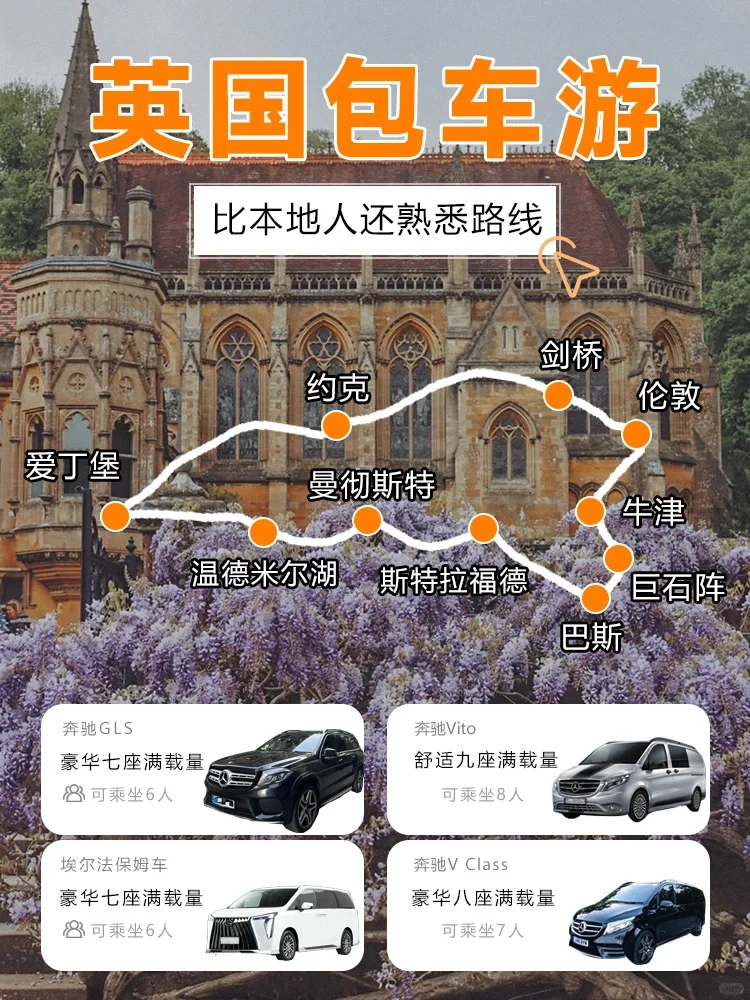 英国包车游
比本地人还熟悉路线
剑桥
约克
伦敦
爱丁堡
曼彻斯特
牛津
温德米尔湖
斯特拉福德
巨石阵
巴斯
奔驰GLS
豪华七座满载量
可乘坐6人
奔驰Vito
舒适九座满载量
可乘坐8人
埃尔法保姆车
豪华七座满载量
可乘坐6人
奔驰V Class
豪华八座满载量
可乘坐7人